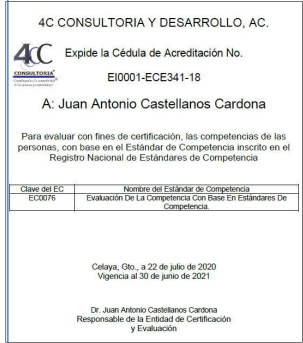 4C CONSULTORIA Y DESARROLLO, AC.
4CC
CONSULTORIA
Expide la Cédula de Acreditación No.
EI0001-ECE341-18
A: Juan Antonio Castellanos Cardona
Para evaluar con fines de certificación, las competencias de las
personas, con base en el Estándar de Competencia inscrito en el
Registro Nacional de Estándares de Competencia
Clave del EC Nombre del Estándar de Competencia
EC0076 Evaluación De La Competencia Con Base En Estándares De
Competencia.
Celaya, Gto., a 22 de julio de 2020
Vigencia al 30 de junio de 2021
Dr. Juan Antonio Castellanos Cardona
Responsable de la Entidad de Certificación
y Evaluación